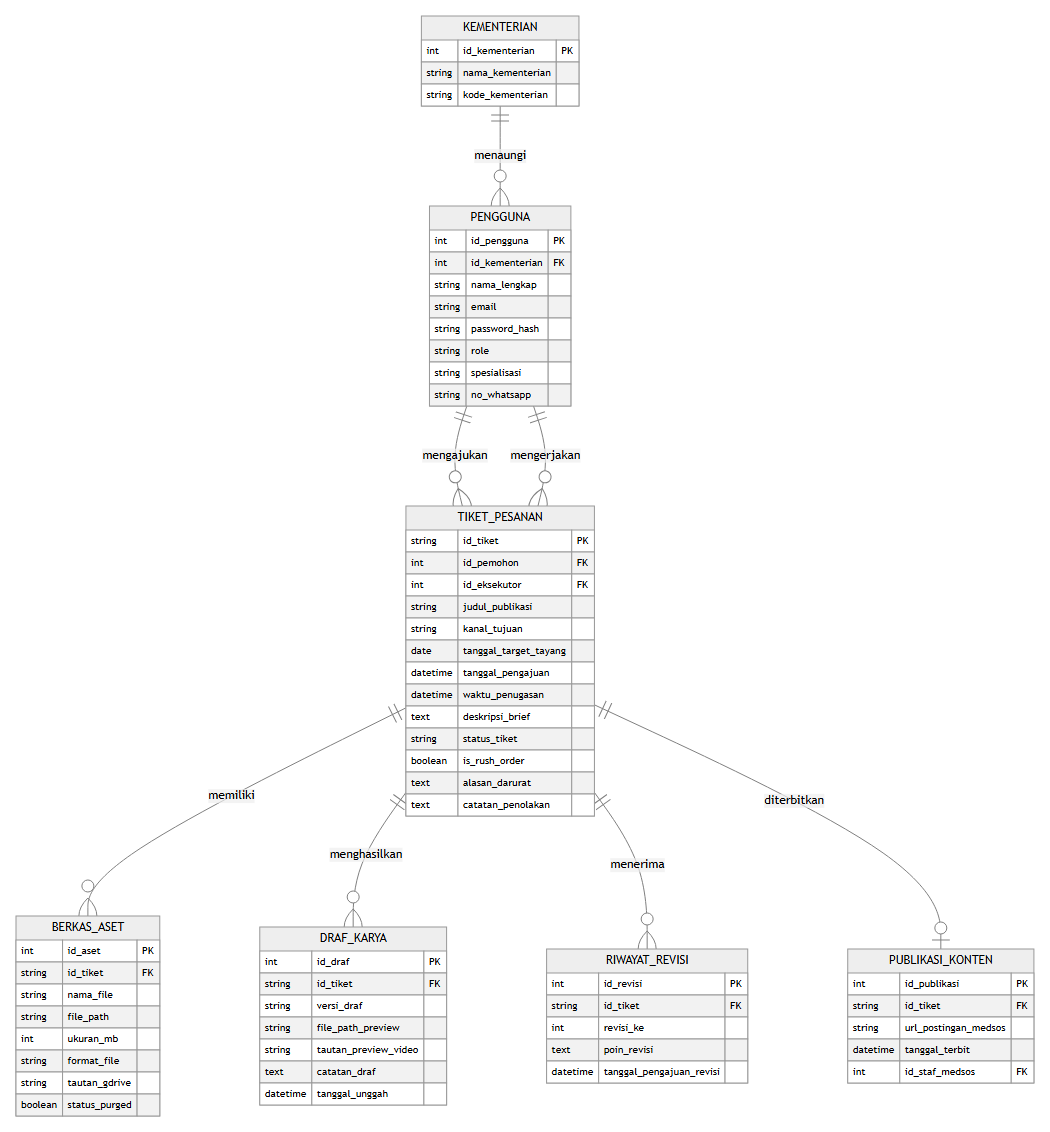 KEMENTERIAN
int id_kementerian PK
string nama_kementerian
string kode_kementerian
menaungi
PENGGUNA
int id_pengguna PK
int id_kementerian FK
string nama_lengkap
string email
string password_hash
string role
string spesialisasi
string no_whatsapp
mengajukan mengerjakan
TIKET_PESANAN
string id_tiket PK
int id_pemohon FK
int id_eksekutor FK
string judul_publikasi
string kanal_tujuan
date tanggal_target_tayang
datetime tanggal_pengajuan
datetime waktu_penugasan
text deskripsi_brief
string status_tiket
boolean is_rush_order
text alasan_darurat
text catatan_penolakan
memiliki
menghasilkan
menerima
diterbitkan
BERKAS_ASET
int id_aset PK
string id_tiket FK
string nama_file
string file_path
int ukuran_mb
string format_file
string tautan_gdrive
boolean status_purged
DRAF_KARYA
int id_draf PK
string id_tiket FK
string versi_draf
string file_path_preview
string tautan_preview_video
text catatan_draf
datetime tanggal_unggah
RIWAYAT_REVISI
int id_revisi PK
string id_tiket FK
int revisi_ke
text poin_revisi
datetime tanggal_pengajuan_revisi
PUBLIKASI_KONTEN
int id_publikasi PK
string id_tiket FK
string url_postingan_medsos
datetime tanggal_terbit
int id_staf_medsos FK